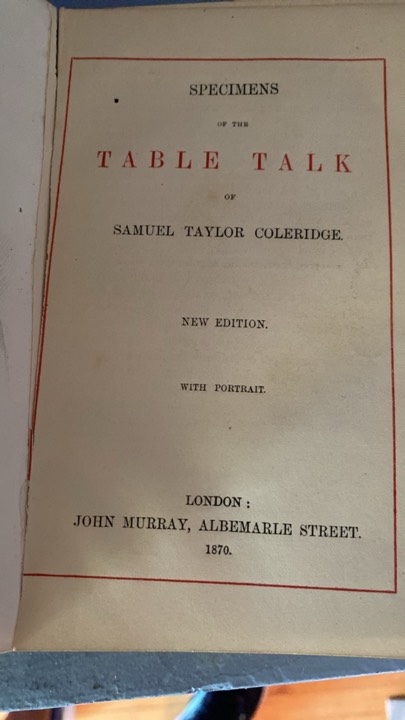 SPECIMENS
OF THE
TABLE TALK
OF
SAMUEL TAYLOR COLERIDGE.
NEW EDITION.
WITH PORTRAIT.
LONDON:
JOHN MURRAY, ALBEMARLE STREET.
1870.